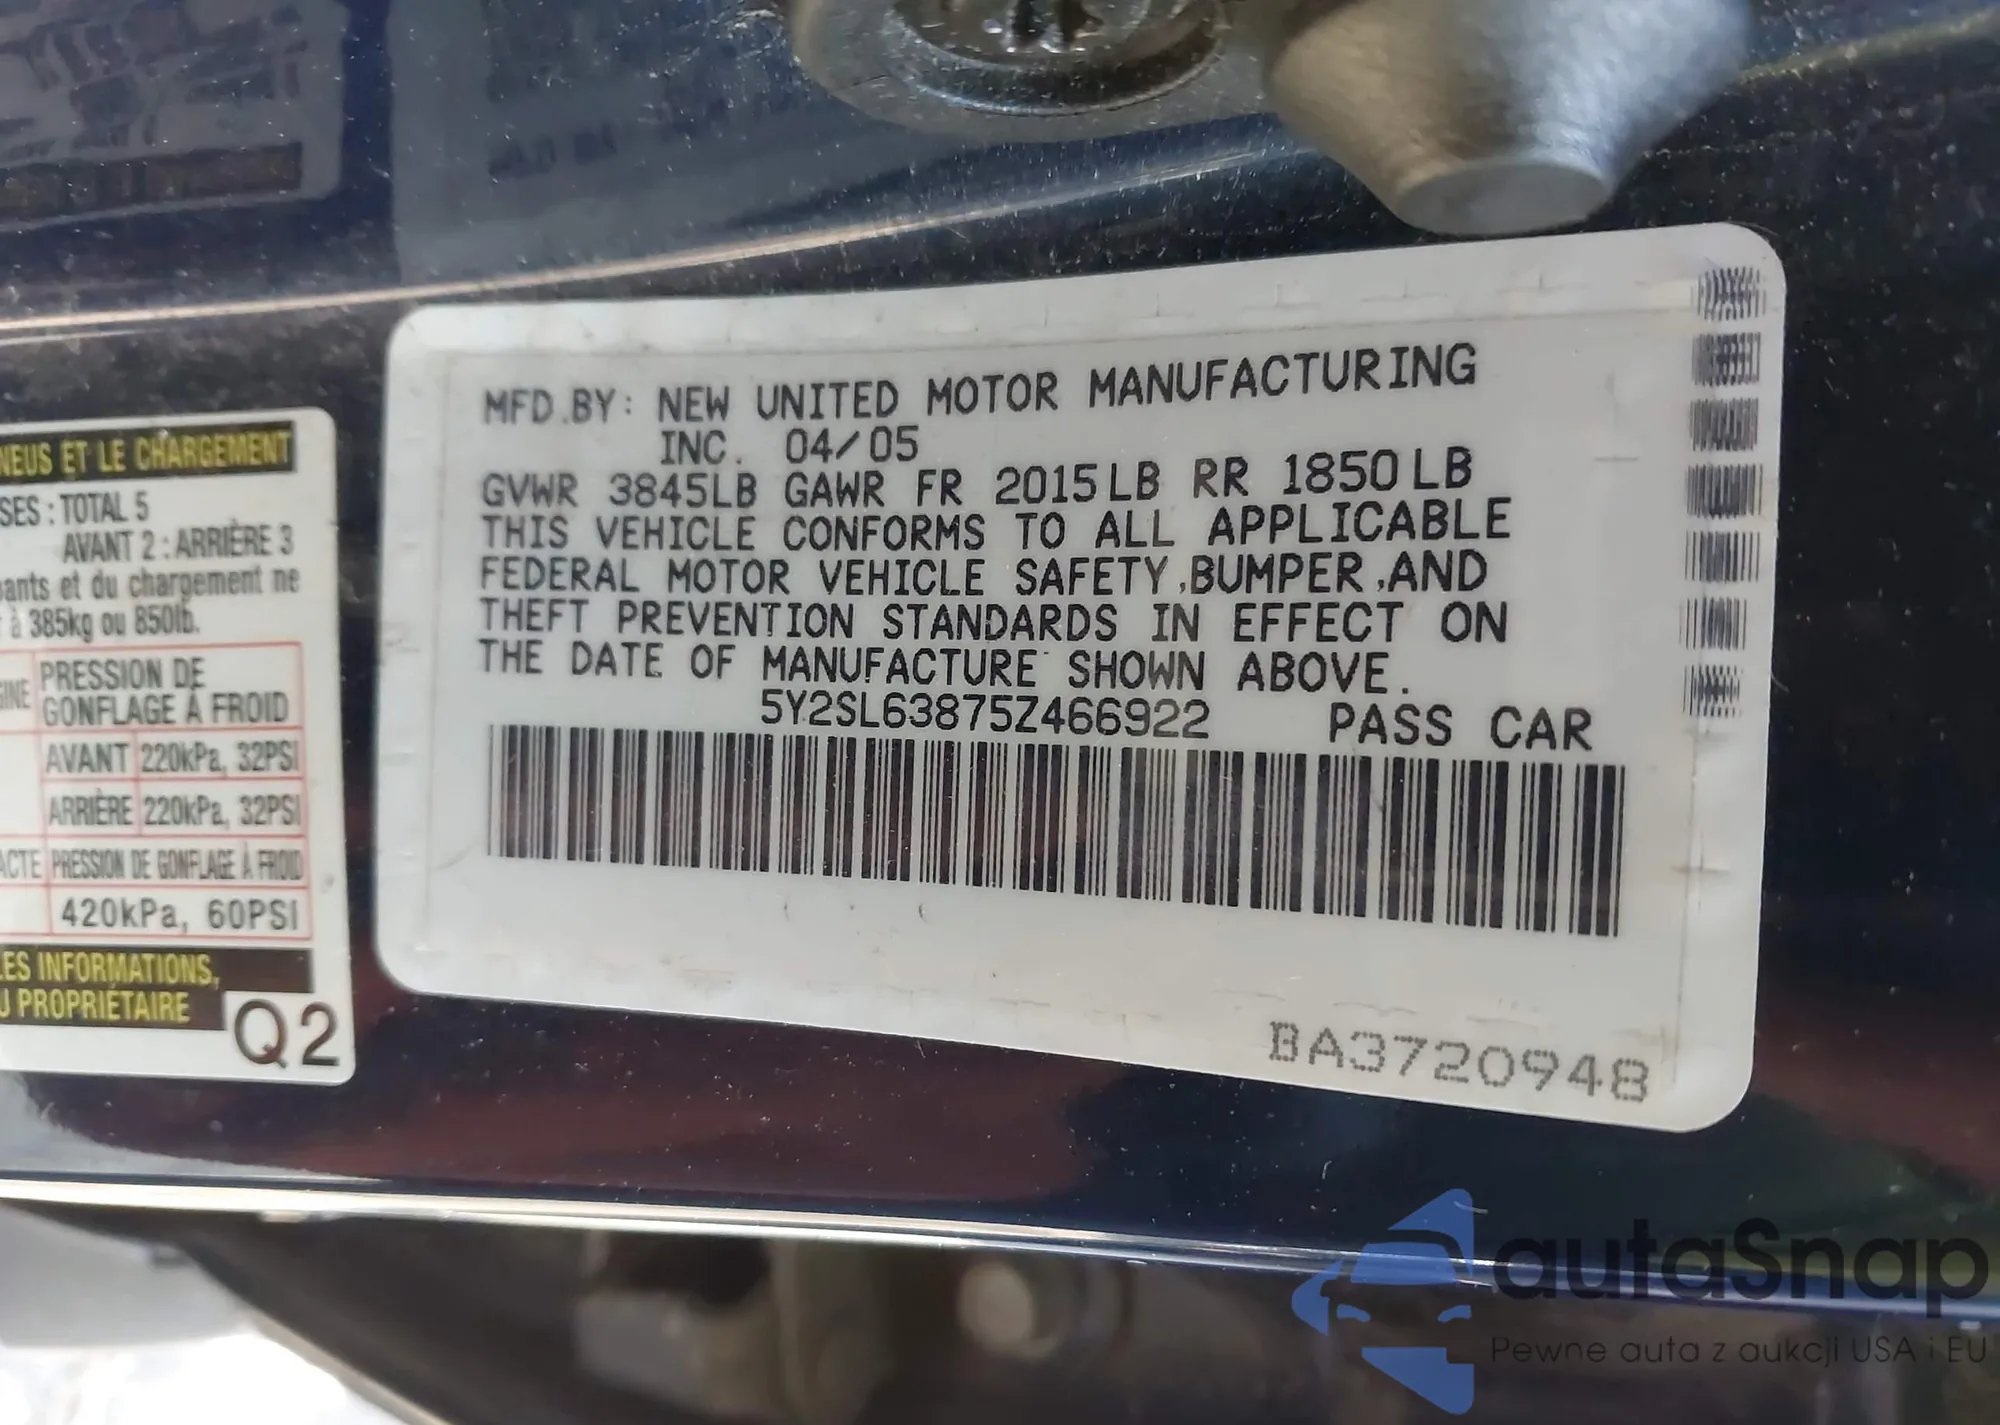 NEUS ET LE CHARGEMENT
SES : TOTAL 5
AVANT 2 : ARRIÈRE 3
ants et du chargement ne
à 385kg ou 850lb.
PRESSION DE
GONFLAGE À FROID
AVANT 220kPa, 32PSI
ARRIÈRE 220kPa, 32PSI
ACTE PRESSION DE GONFLAGE À FROID
420kPa, 60PSI
LES INFORMATIONS,
U PROPRIÉTAIRE
Q2
MFD.BY: NEW UNITED MOTOR MANUFACTURING
INC. 04/05
GVWR 3845LB GAWR FR 2015LB RR 1850LB
THIS VEHICLE CONFORMS TO ALL APPLICABLE
FEDERAL MOTOR VEHICLE SAFETY,BUMPER,AND
THEFT PREVENTION STANDARDS IN EFFECT ON
THE DATE OF MANUFACTURE SHOWN ABOVE.
5Y2SL63875Z466922 PASS CAR
BA3720948
autaSnap
Pewne auta z aukcji USA i EU